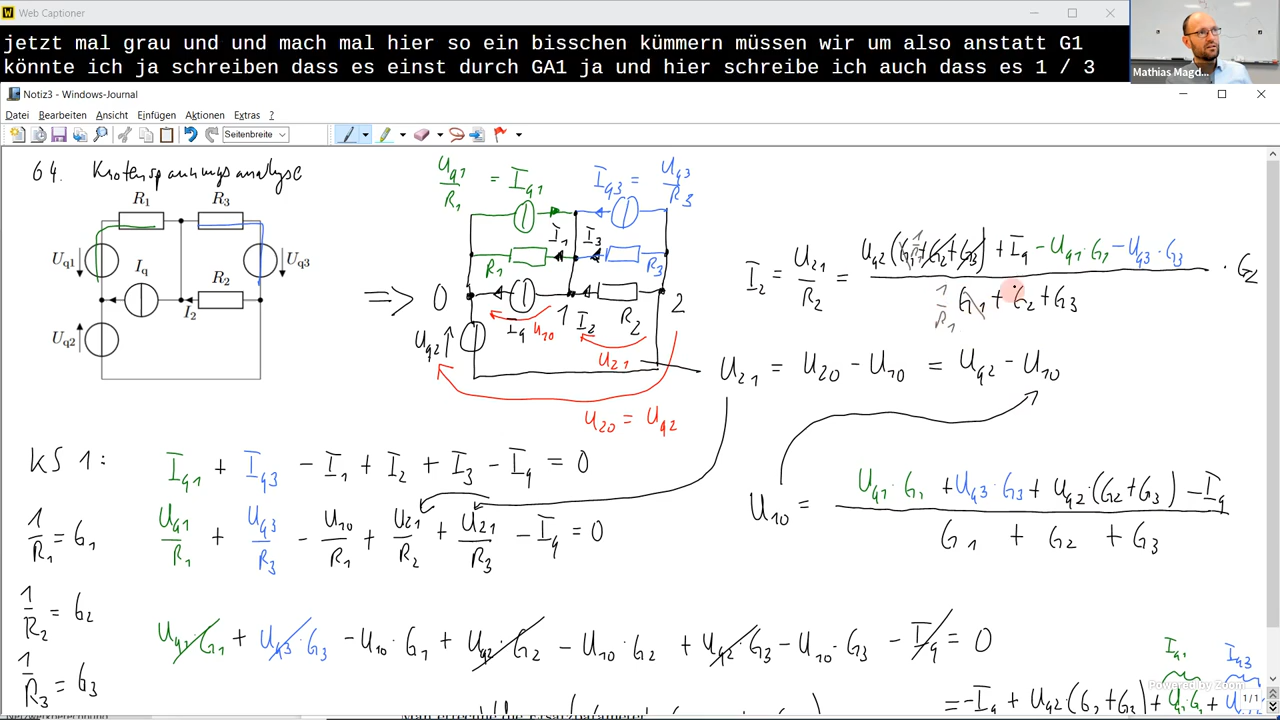 Web Captioner
jetzt mal grau und und mach mal hier so ein bisschen kümmern müssen wir um also anstatt G1
könnte ich ja schreiben dass es einst durch GA1 ja und hier schreibe ich auch dass es 1 / 3
Mathias Magd...
Notiz3 - Windows-Journal
Datei Bearbeiten Ansicht Einfügen Aktionen Extras ?
Seitenbreite
64. Knotenspannungsanalyse
R1 R3
Uq1 Iq Uq3
R2
I2
Uq2
Uq1/R1 = Iq1 Iq3 = Uq3/R3
I1 I3
R1 R3
=> 0 1 2
Iq U10 I2 R2
Uq2 U21
U20 = Uq2
I2 = U21/R2 = (Uq2(G1+G2+G3) + Iq - Uq1·G1 - Uq3·G3) / (1/R1 G1 + G2 + G3) · G2
U21 = U20 - U10 = Uq2 - U10
KS 1: Iq1 + Iq3 - I1 + I2 + I3 - Iq = 0
U10 = (Uq1·G1 + Uq3·G3 + Uq2·(G2+G3) - Iq) / (G1 + G2 + G3)
1/R1 = G1 Uq1/R1 + Uq3/R3 - U10/R1 + U21/R2 + U21/R3 - Iq = 0
1/R2 = G2
Uq1·G1 + Uq3·G3 - U10·G1 + Uq2·G2 - U10·G2 + Uq2·G3 - U10·G3 - Iq = 0
1/R3 = G3
Iq1 Iq3
Powered by Zoom
1/1